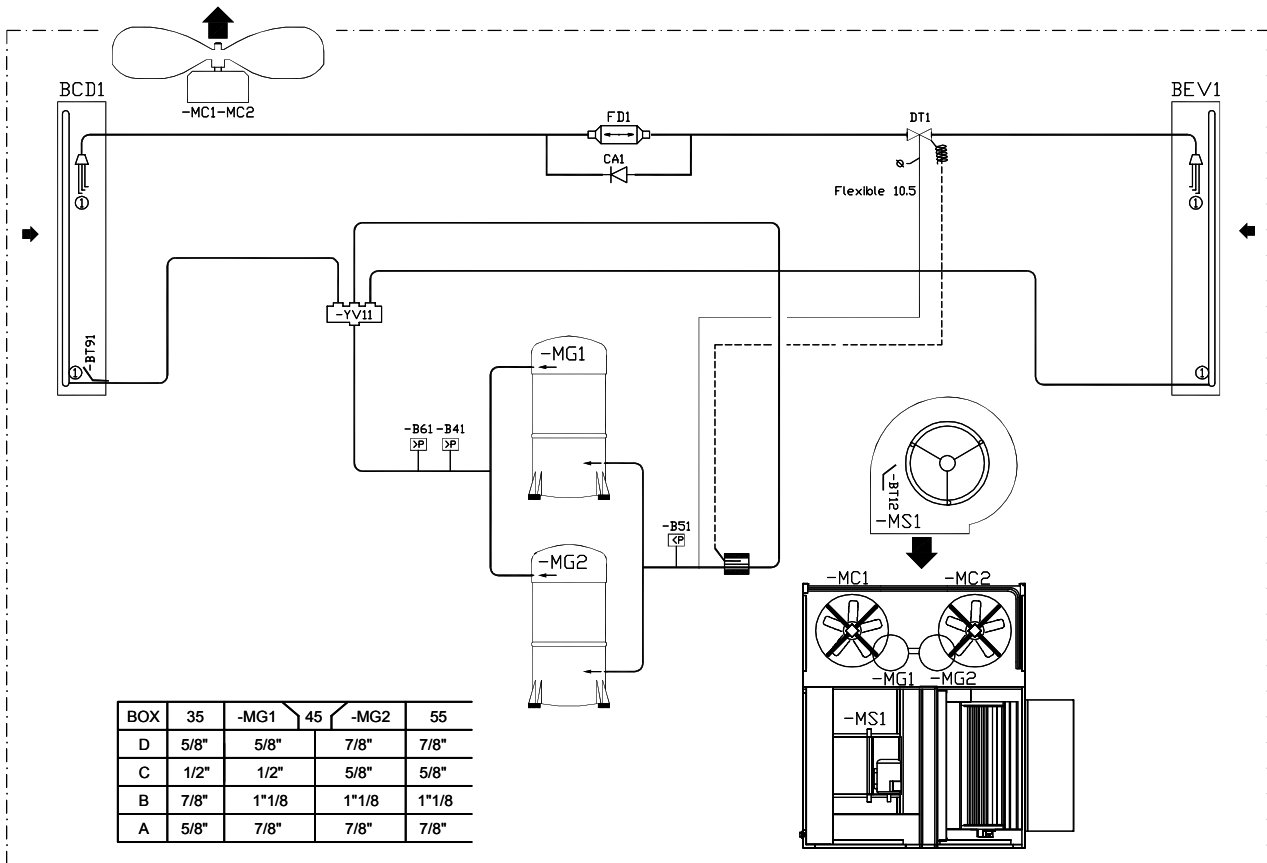 BCD1
-MC1-MC2
FD1
CA1
DT1
BEV1
Ø
Flexible 10.5
1
1
-YV11
-BT91
1
1
-MG1
-B61 -B41
>P >P
-BT12
-MS1
-B51
<P
-MG2
-MC1 -MC2
-MG1 -MG2
-MS1
BOX 35 -MG1 45 -MG2 55
D 5/8" 5/8" 7/8" 7/8"
C 1/2" 1/2" 5/8" 5/8"
B 7/8" 1"1/8 1"1/8 1"1/8
A 5/8" 7/8" 7/8" 7/8"